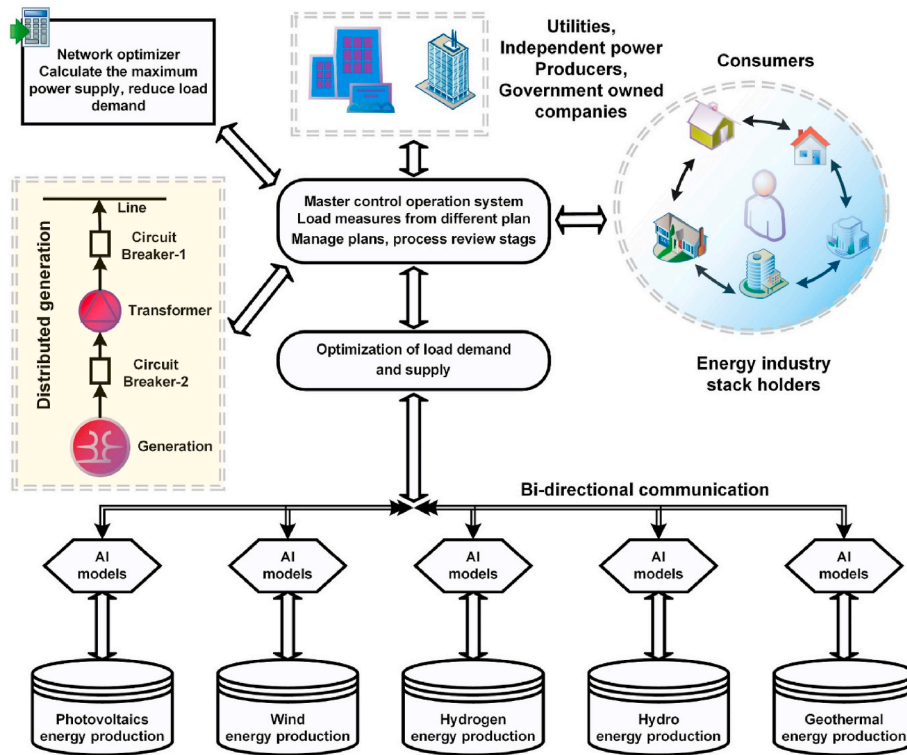 Network optimizer
Calculate the maximum
power supply, reduce load
demand
Utilities,
Independent power
Producers,
Government owned
companies
Consumers
Master control operation system
Load measures from different plan
Manage plans, process review stags
Distributed generation
Line
Circuit
Breaker-1
Transformer
Circuit
Breaker-2
Generation
Optimization of load demand
and supply
Energy industry
stack holders
Bi-directional communication
AI
models
AI
models
AI
models
AI
models
AI
models
Photovoltaics
energy production
Wind
energy production
Hydrogen
energy production
Hydro
energy production
Geothermal
energy production